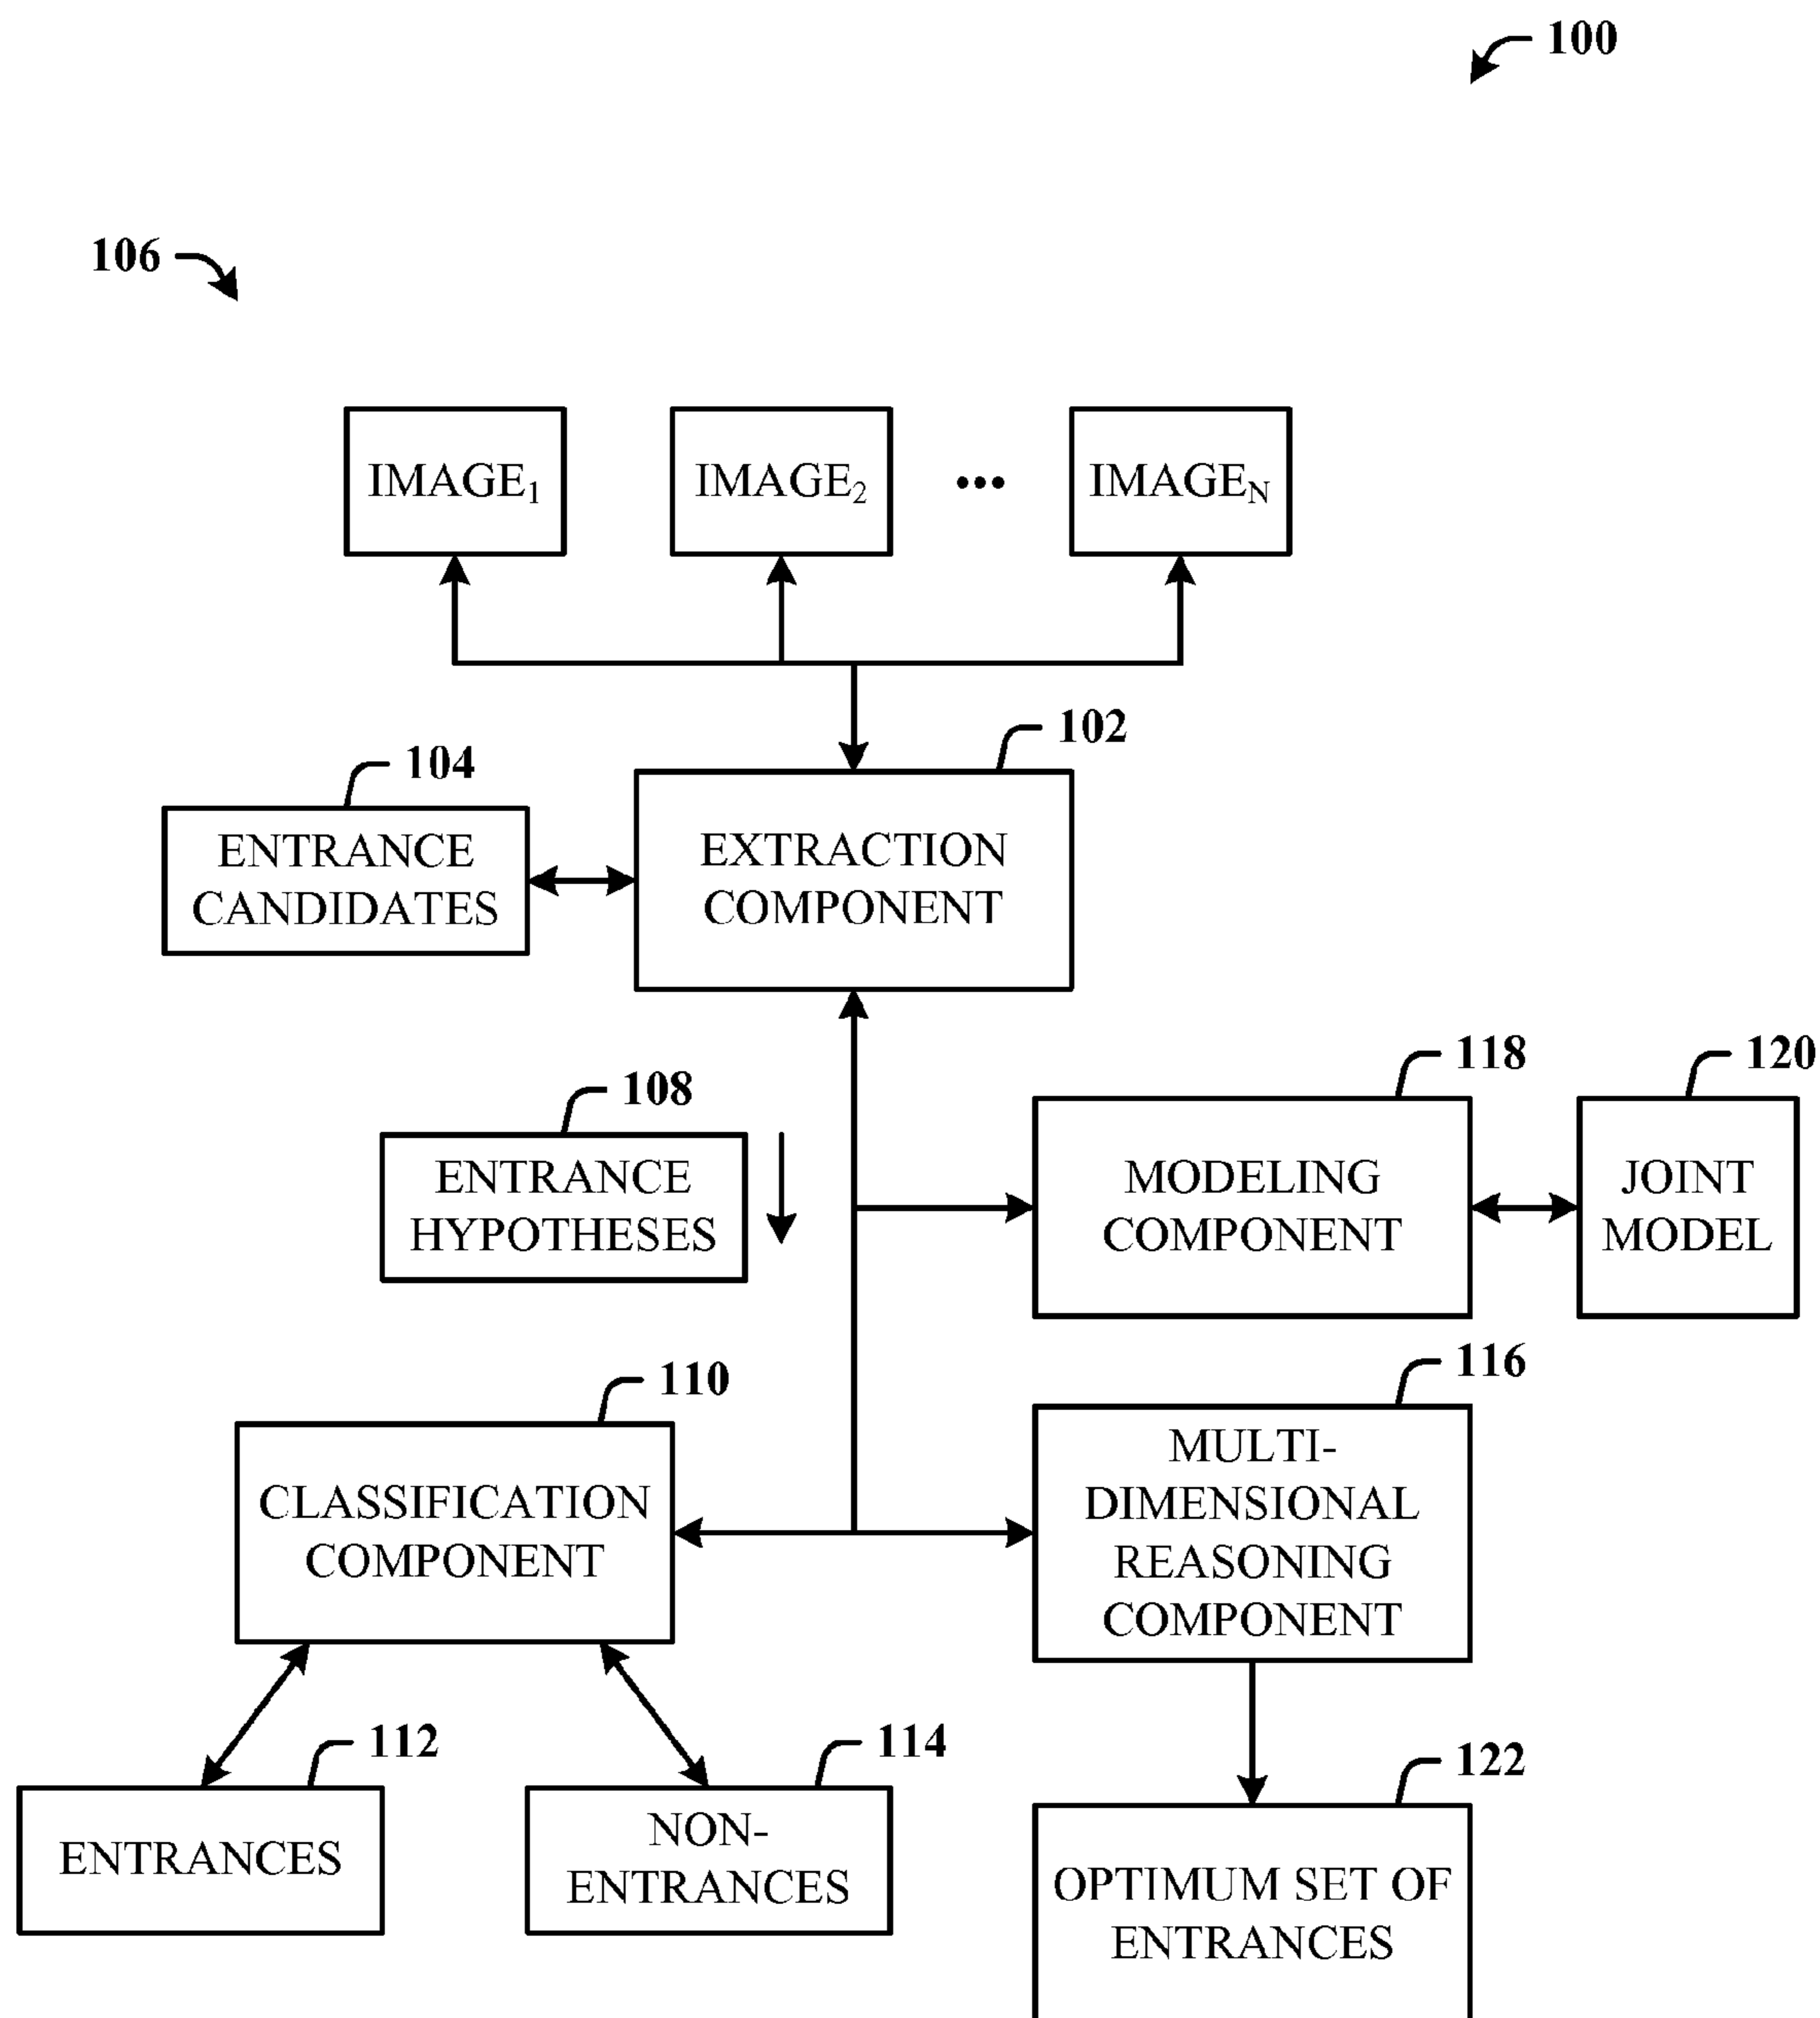 100
106
IMAGE1
IMAGE2
•••
IMAGEN
102
104
EXTRACTION
COMPONENT
ENTRANCE
CANDIDATES
118
120
108
MODELING
COMPONENT
JOINT
MODEL
ENTRANCE
HYPOTHESES
116
110
MULTI-
DIMENSIONAL
REASONING
COMPONENT
CLASSIFICATION
COMPONENT
112
114
122
ENTRANCES
NON-
ENTRANCES
OPTIMUM SET OF
ENTRANCES